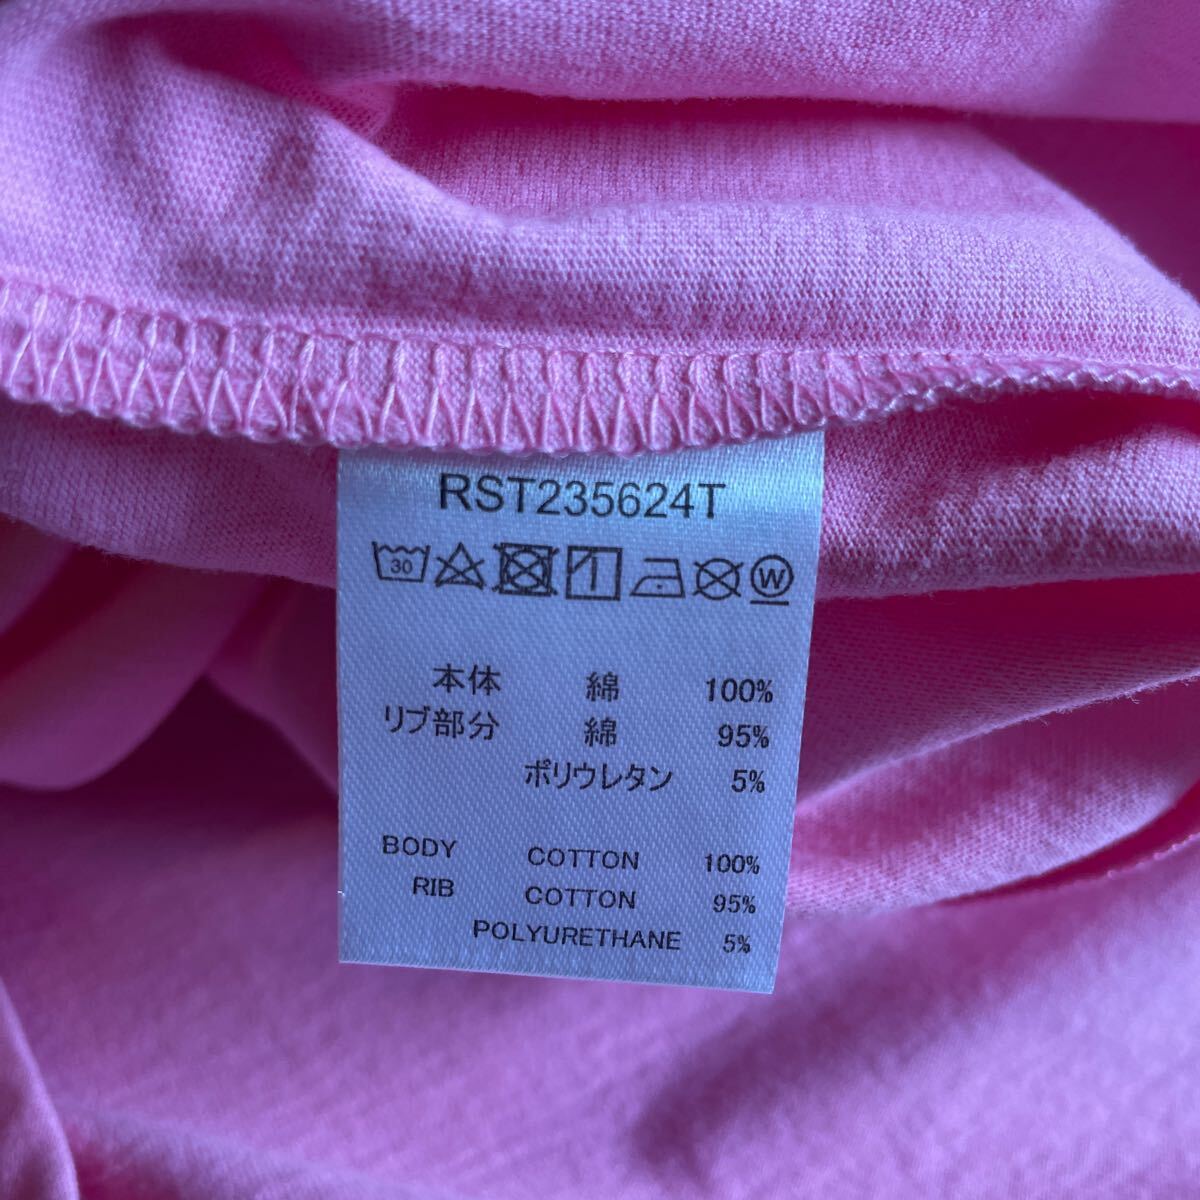 RST235624T
30 W
本体 綿 100%
リブ部分 綿 95%
ポリウレタン 5%
BODY COTTON 100%
RIB COTTON 95%
POLYURETHANE 5%